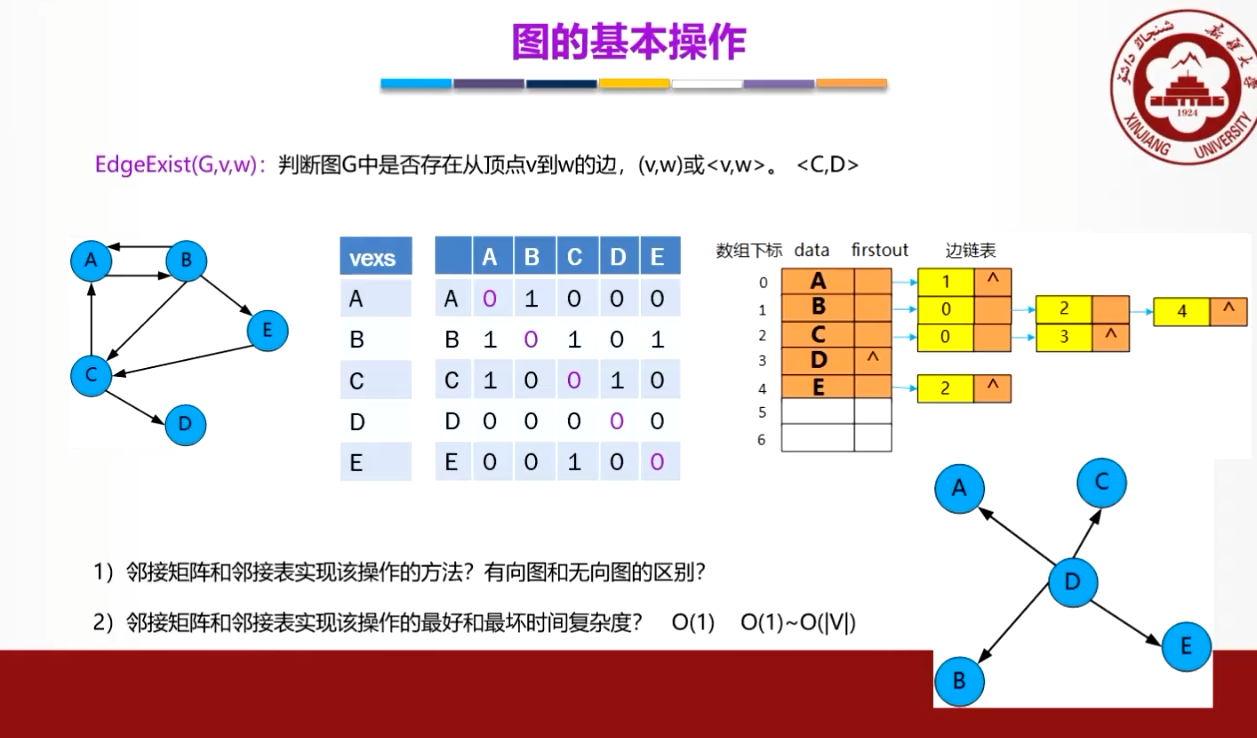 图的基本操作
新疆大学
1924
XINJIANG UNIVERSITY
EdgeExist(G,v,w)：判断图G中是否存在从顶点v到w的边，(v,w)或<v,w>。 <C,D>
A B
E
C
D
vexs
A
B
C
D
E
A B C D E
A 0 1 0 0 0
B 1 0 1 0 1
C 1 0 0 1 0
D 0 0 0 0 0
E 0 0 1 0 0
数组下标 data firstout 边链表
0 A 1 ^
1 B 0 2 4 ^
2 C 0 3 ^
3 D ^
4 E 2 ^
5
6
A C
D
E
B
1）邻接矩阵和邻接表实现该操作的方法？有向图和无向图的区别？
2）邻接矩阵和邻接表实现该操作的最好和最坏时间复杂度？ O(1) O(1)~O(|V|)